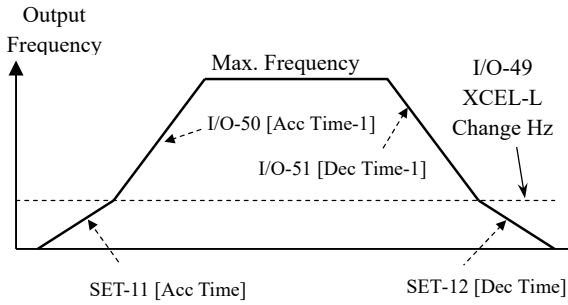 Output
Frequency
Max. Frequency
I/O-49
XCEL-L
Change Hz
I/O-50 [Acc Time-1]
I/O-51 [Dec Time-1]
SET-11 [Acc Time]
SET-12 [Dec Time]